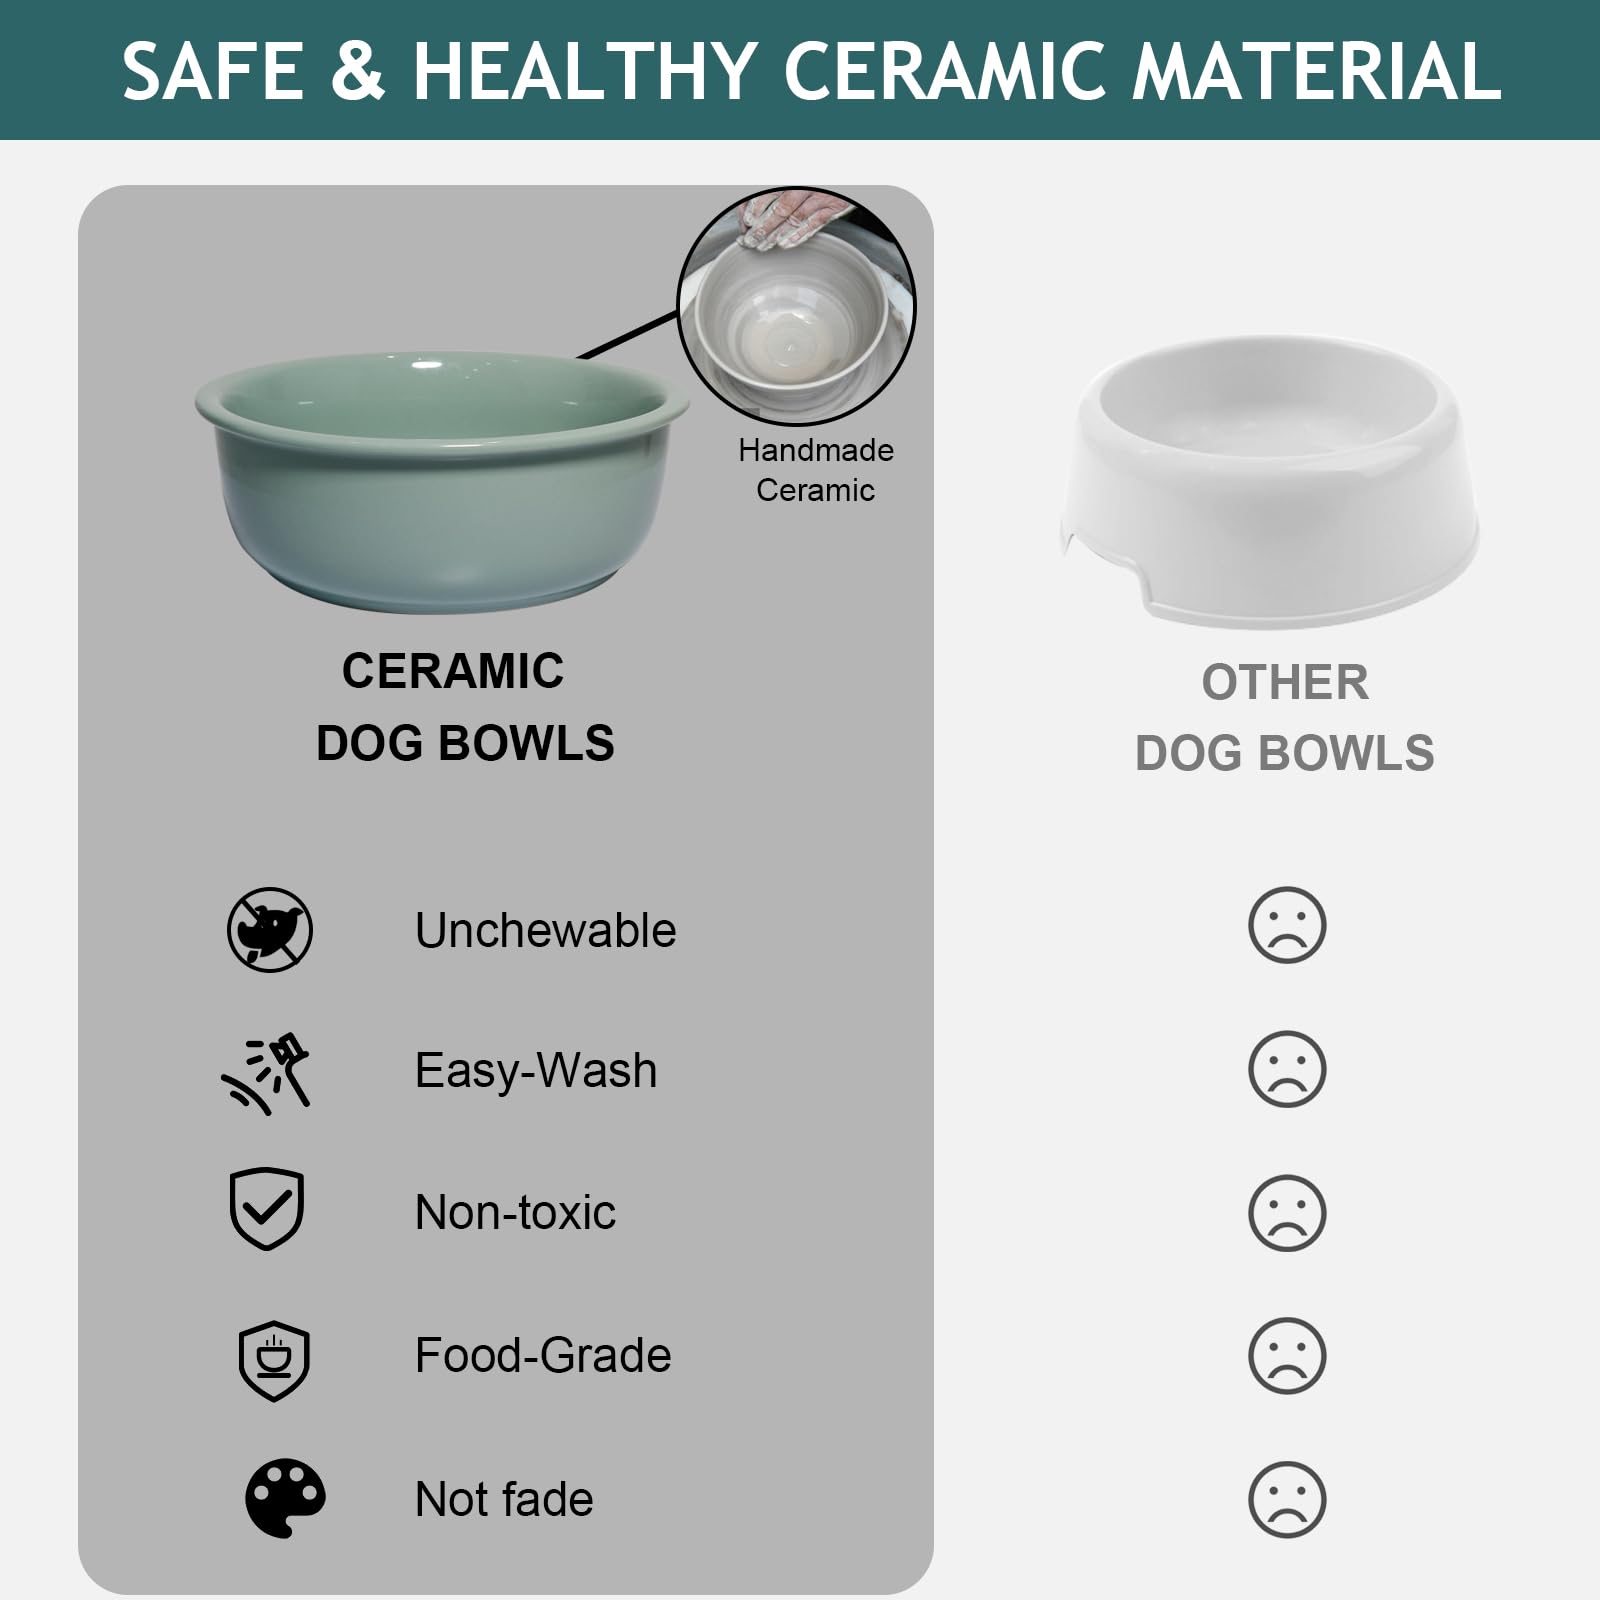 SAFE & HEALTHY CERAMIC MATERIAL
Handmade
Ceramic
CERAMIC
DOG BOWLS
OTHER
DOG BOWLS
Unchewable
Easy-Wash
Non-toxic
Food-Grade
Not fade